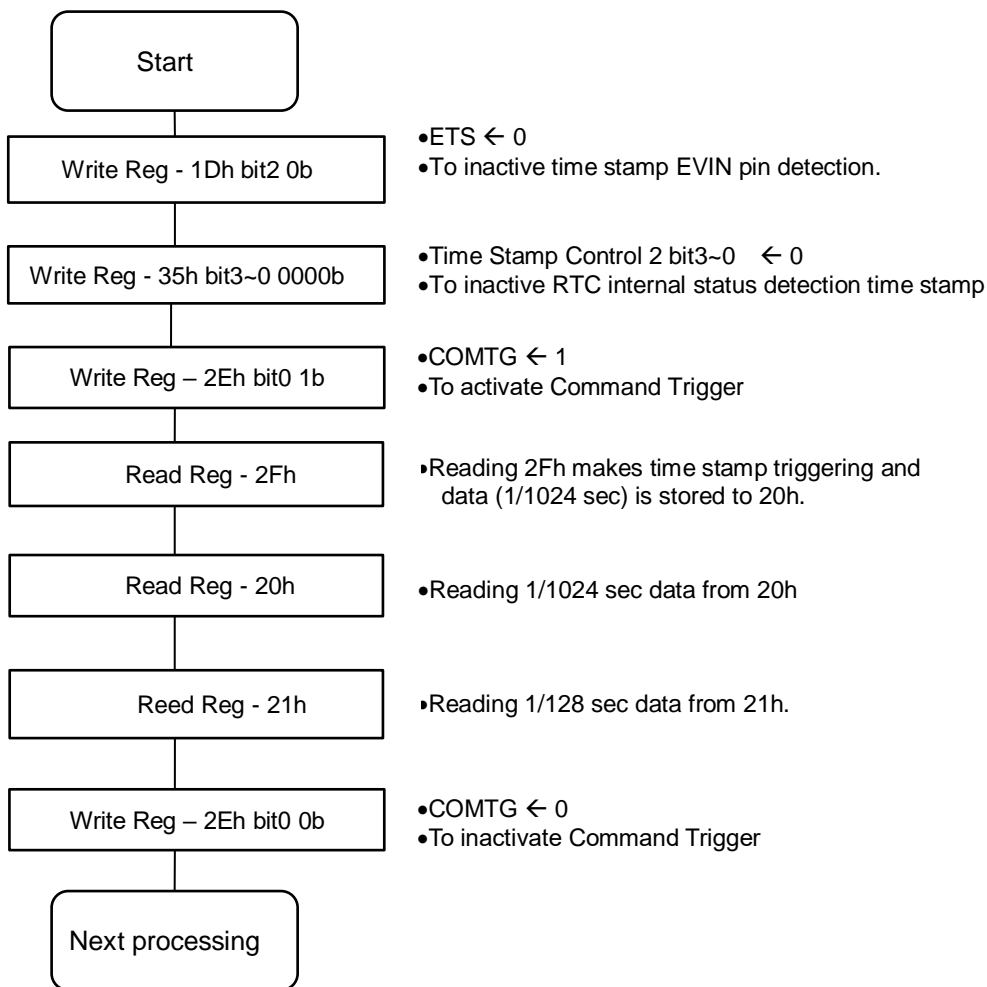 Start
Write Reg - 1Dh bit2 0b
•ETS ← 0
•To inactive time stamp EVIN pin detection.
Write Reg - 35h bit3~0 0000b
•Time Stamp Control 2 bit3~0 ← 0
•To inactive RTC internal status detection time stamp
Write Reg – 2Eh bit0 1b
•COMTG ← 1
•To activate Command Trigger
Read Reg - 2Fh
•Reading 2Fh makes time stamp triggering and
data (1/1024 sec) is stored to 20h.
Read Reg - 20h
•Reading 1/1024 sec data from 20h
Reed Reg - 21h
•Reading 1/128 sec data from 21h.
Write Reg – 2Eh bit0 0b
•COMTG ← 0
•To inactivate Command Trigger
Next processing